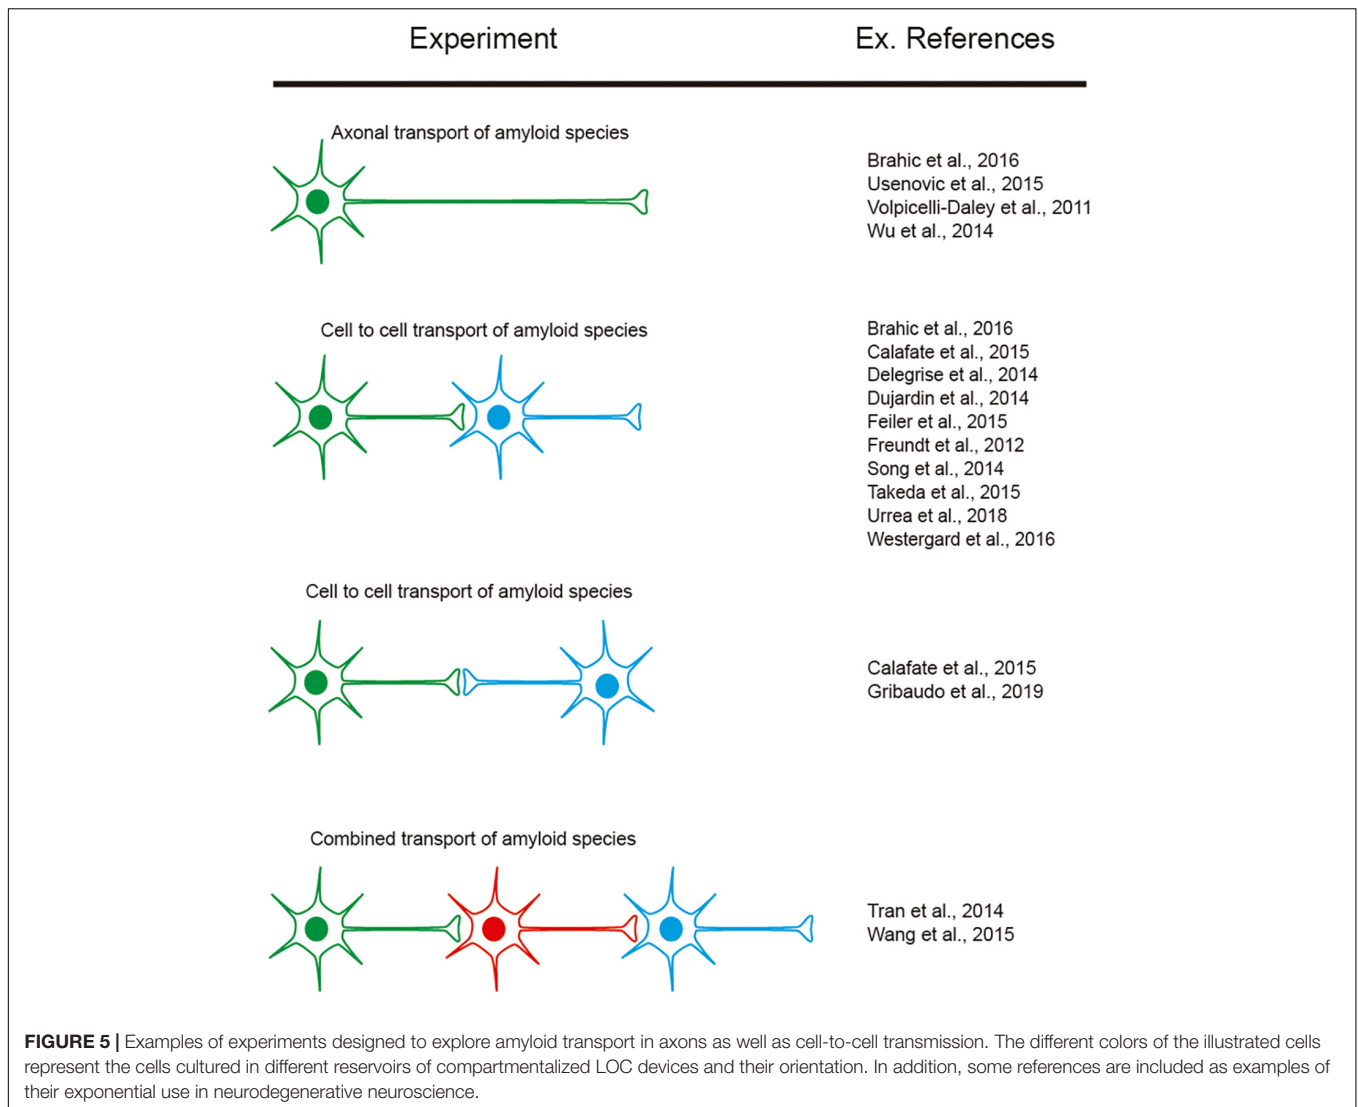 Experiment
Ex. References
Axonal transport of amyloid species
Brahic et al., 2016
Usenovic et al., 2015
Volpicelli-Daley et al., 2011
Wu et al., 2014
Cell to cell transport of amyloid species
Brahic et al., 2016
Calafate et al., 2015
Delegrise et al., 2014
Dujardin et al., 2014
Feiler et al., 2015
Freundt et al., 2012
Song et al., 2014
Takeda et al., 2015
Urrea et al., 2018
Westergard et al., 2016
Cell to cell transport of amyloid species
Calafate et al., 2015
Gribaudo et al., 2019
Combined transport of amyloid species
Tran et al., 2014
Wang et al., 2015
FIGURE 5 | Examples of experiments designed to explore amyloid transport in axons as well as cell-to-cell transmission. The different colors of the illustrated cells
represent the cells cultured in different reservoirs of compartmentalized LOC devices and their orientation. In addition, some references are included as examples of
their exponential use in neurodegenerative neuroscience.